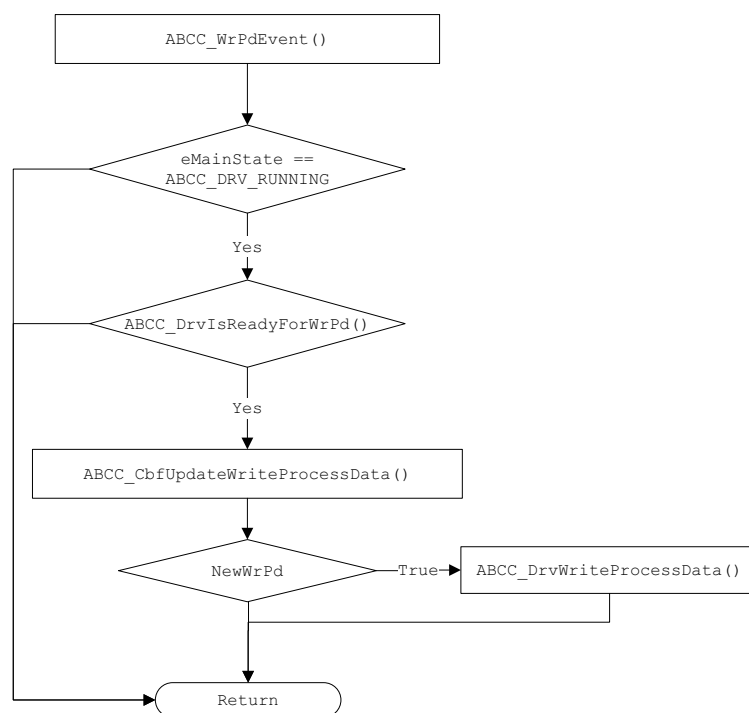 ABCC_WrPdEvent()
eMainState ==
ABCC_DRV_RUNNING
Yes
ABCC_DrvIsReadyForWrPd()
Yes
ABCC_CbfUpdateWriteProcessData()
NewWrPd
True
ABCC_DrvWriteProcessData()
Return